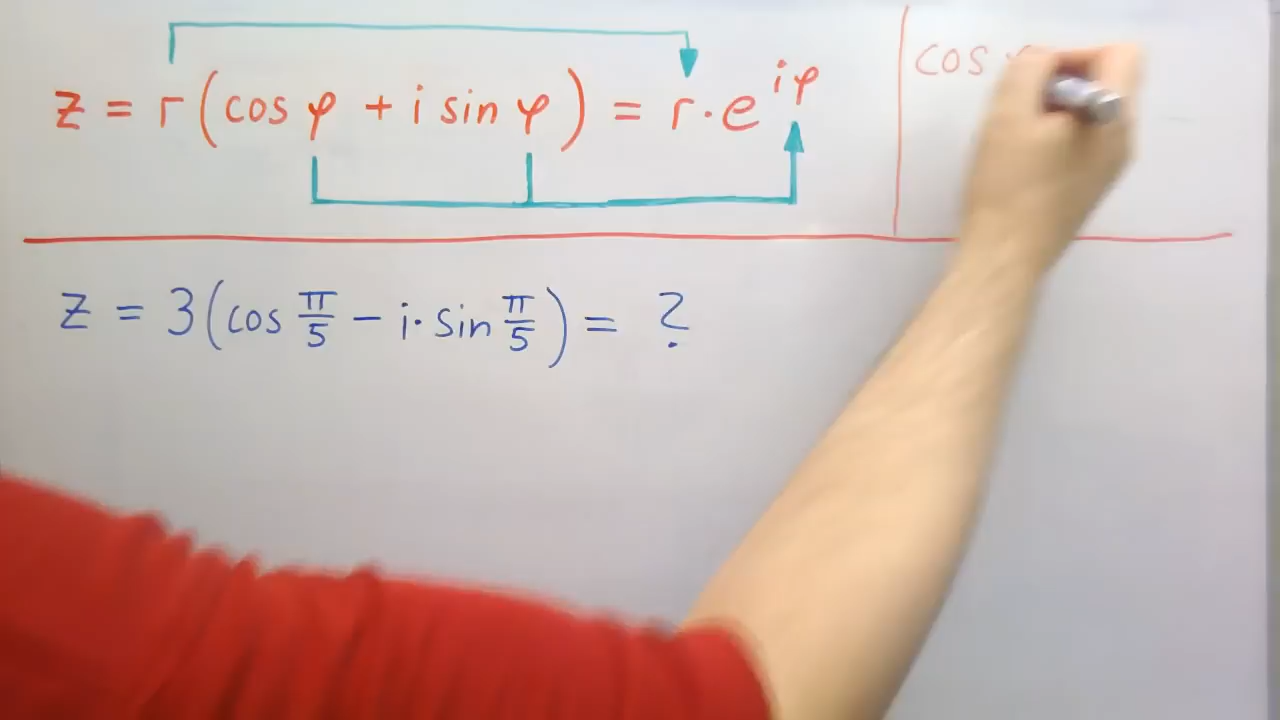 z = r(cos φ + i sin φ) = r · e^{iφ}
cos
z = 3(cos π/5 − i · sin π/5) = ?